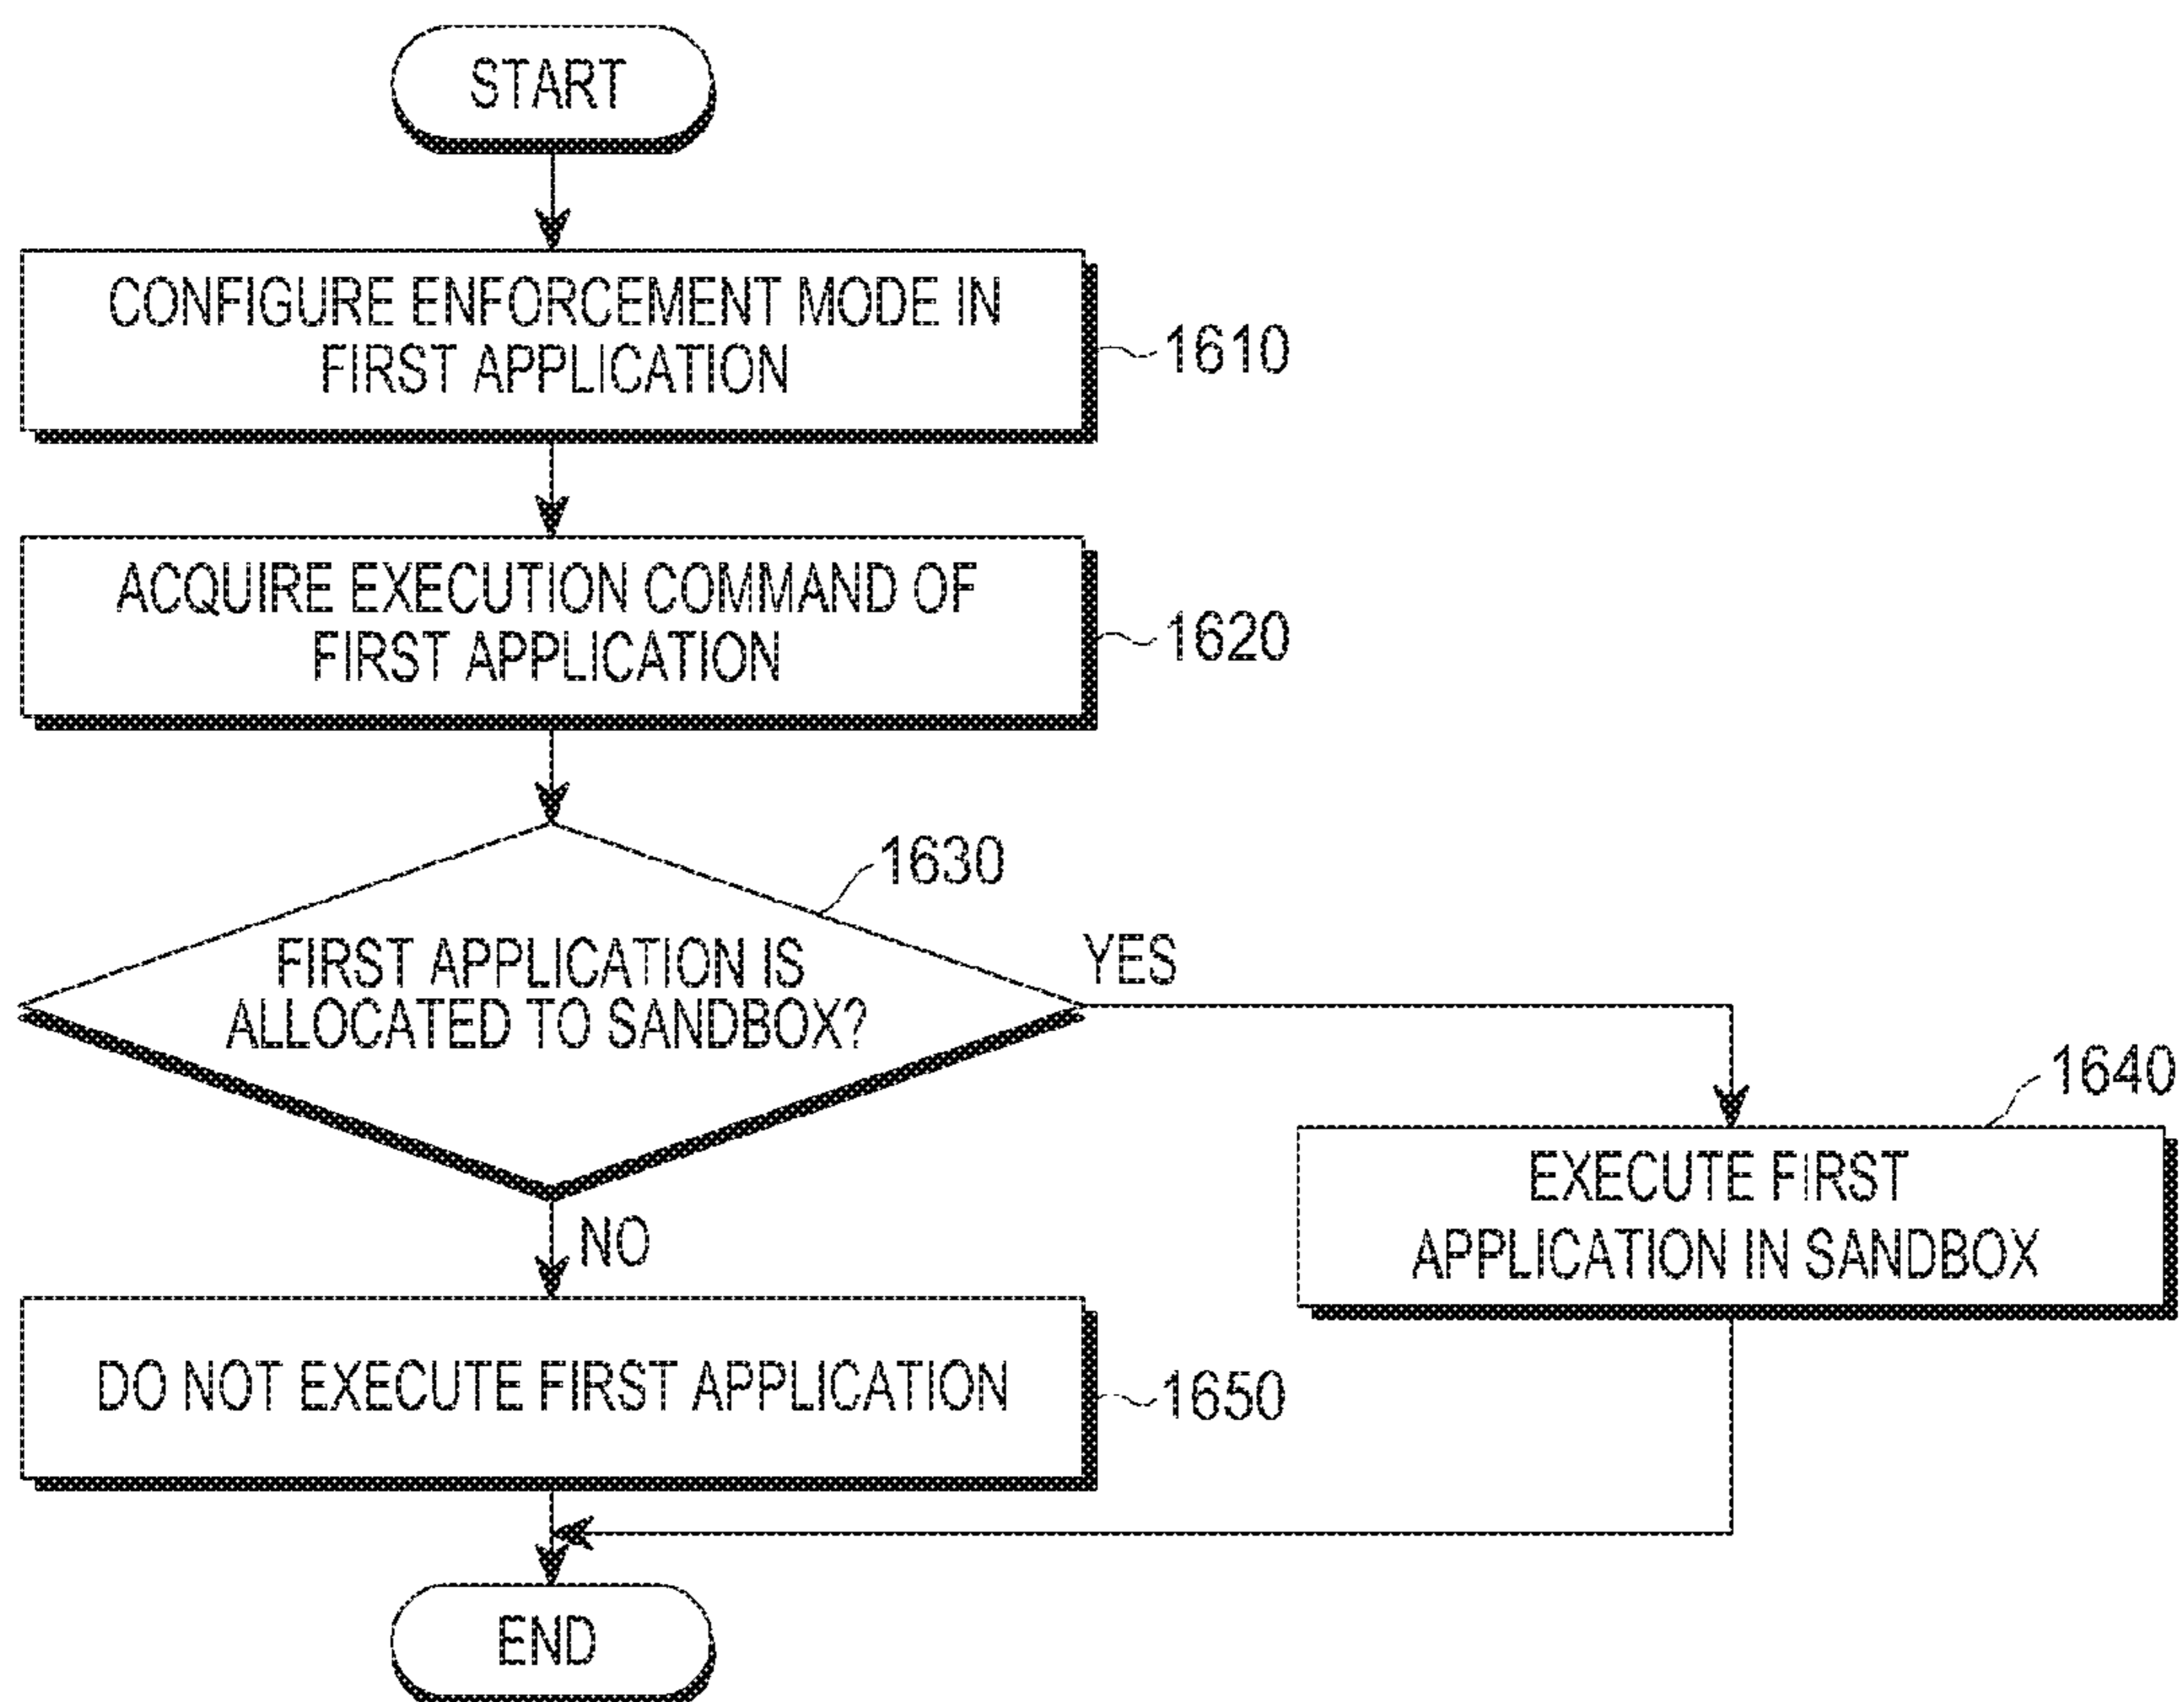 START
CONFIGURE ENFORCEMENT MODE IN
FIRST APPLICATION
1610
ACQUIRE EXECUTION COMMAND OF
FIRST APPLICATION
1620
1630
FIRST APPLICATION IS
ALLOCATED TO SANDBOX?
YES
1640
EXECUTE FIRST
APPLICATION IN SANDBOX
NO
DO NOT EXECUTE FIRST APPLICATION
1650
END